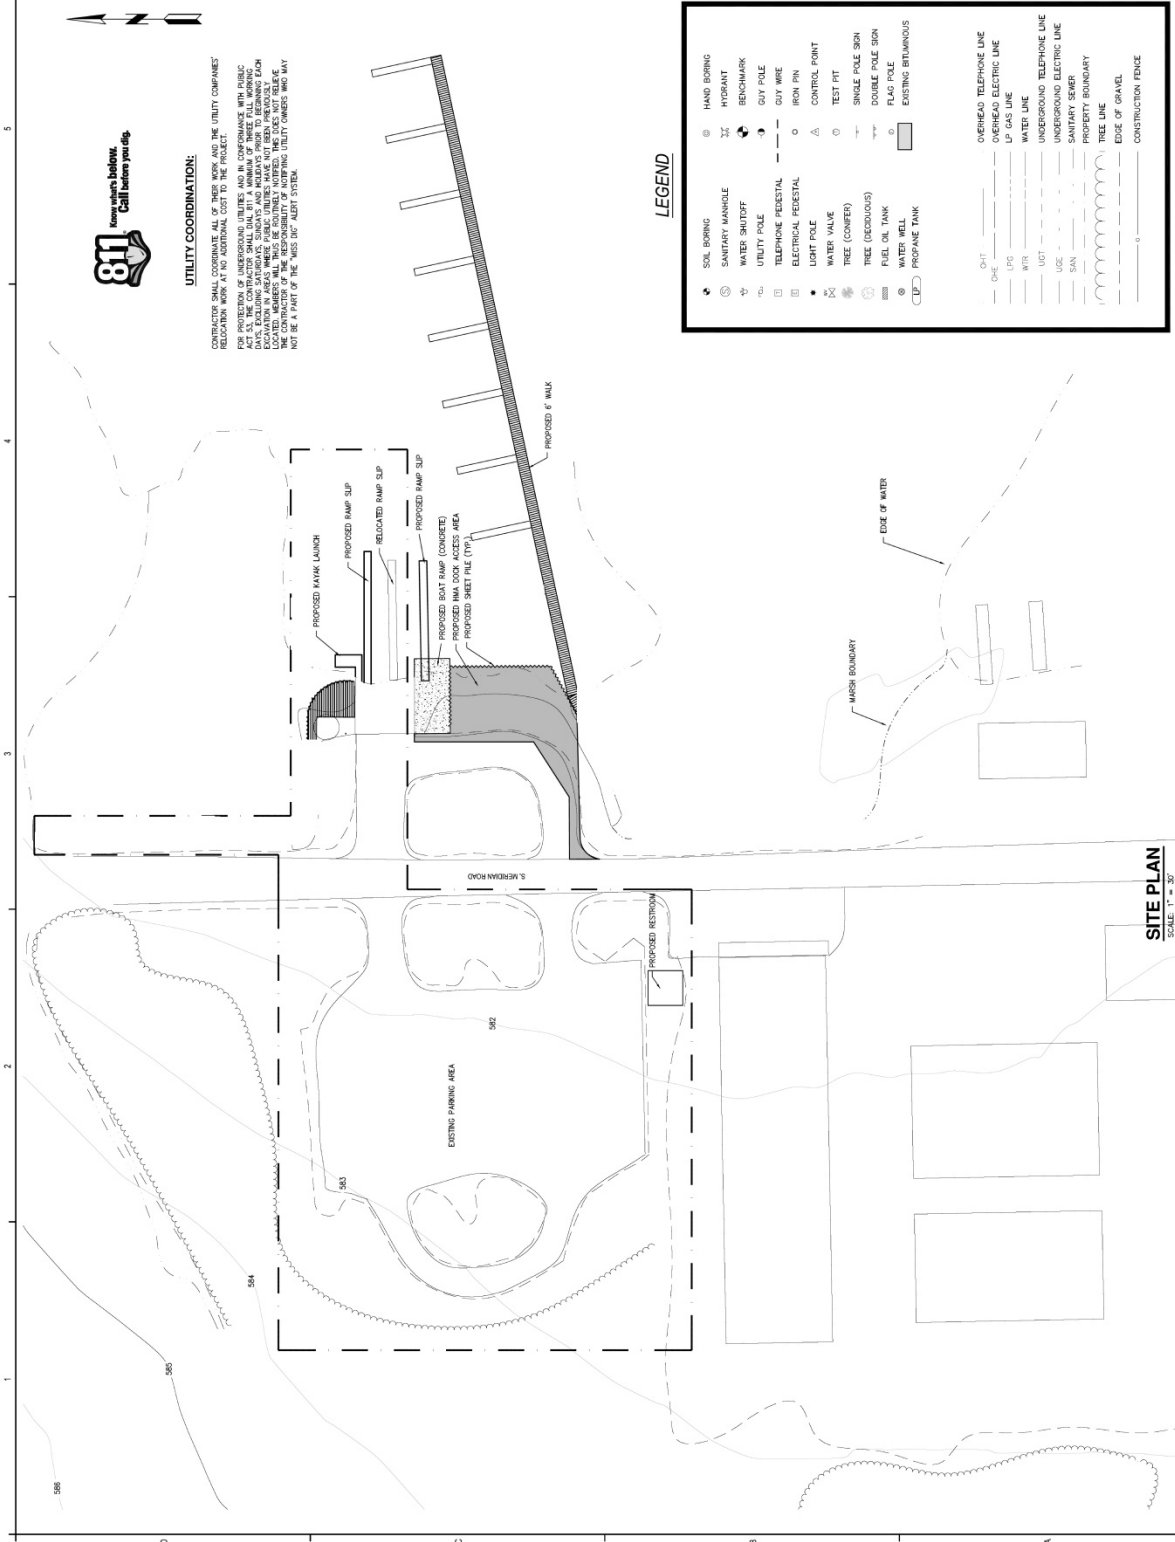 N
5
4
3
2
1
811
Know what's below.
Call before you dig.
UTILITY COORDINATION:
CONTRACTOR SHALL COORDINATE ALL OF THEIR WORK AND THE UTILITY COMPANIES'
RELOCATION WORK AT NO ADDITIONAL COST TO THE PROJECT.
FOR PROTECTION OF UNDERGROUND UTILITIES AND IN CONFORMANCE WITH PUBLIC
ACT 53, THE CONTRACTOR SHALL DIAL 811 A MINIMUM OF THREE FULL WORKING
DAYS, EXCLUDING SATURDAYS, SUNDAYS AND HOLIDAYS PRIOR TO BEGINNING EACH
EXCAVATION IN AREAS WHERE PUBLIC UTILITIES HAVE NOT BEEN PREVIOUSLY
LOCATED. MEMBERS WILL THUS BE ROUTINELY NOTIFIED. THIS DOES NOT RELIEVE
THE CONTRACTOR OF THE RESPONSIBILITY OF NOTIFYING UTILITY OWNERS WHO MAY
NOT BE A PART OF THE "MISS DIG" ALERT SYSTEM.
PROPOSED KAYAK LAUNCH
PROPOSED RAMP SLIP
RELOCATED RAMP SLIP
PROPOSED RAMP SLIP
PROPOSED BOAT RAMP (CONCRETE)
PROPOSED HMA DOCK ACCESS AREA
PROPOSED SHEET PILE (TYP.)
PROPOSED 6' WALK
EDGE OF WATER
MARSH BOUNDARY
S. MERIDIAN ROAD
PROPOSED RESTROOM
EXISTING PARKING AREA
582
583
584
585
586
LEGEND
SOIL BORING
SANITARY MANHOLE
WATER SHUTOFF
UTILITY POLE
TELEPHONE PEDESTAL
ELECTRICAL PEDESTAL
LIGHT POLE
WATER VALVE
TREE (CONIFER)
TREE (DECIDUOUS)
FUEL OIL TANK
WATER WELL
LP PROPANE TANK
HAND BORING
HYDRANT
BENCHMARK
GUY POLE
GUY WIRE
IRON PIN
CONTROL POINT
TEST PIT
SINGLE POLE SIGN
DOUBLE POLE SIGN
FLAG POLE
EXISTING BITUMINOUS
OHT OVERHEAD TELEPHONE LINE
OHE OVERHEAD ELECTRIC LINE
LPG LP GAS LINE
WTR WATER LINE
UGT UNDERGROUND TELEPHONE LINE
UGE UNDERGROUND ELECTRIC LINE
SAN SANITARY SEWER
PROPERTY BOUNDARY
TREE LINE
EDGE OF GRAVEL
CONSTRUCTION FENCE
SITE PLAN
SCALE: 1" = 30'